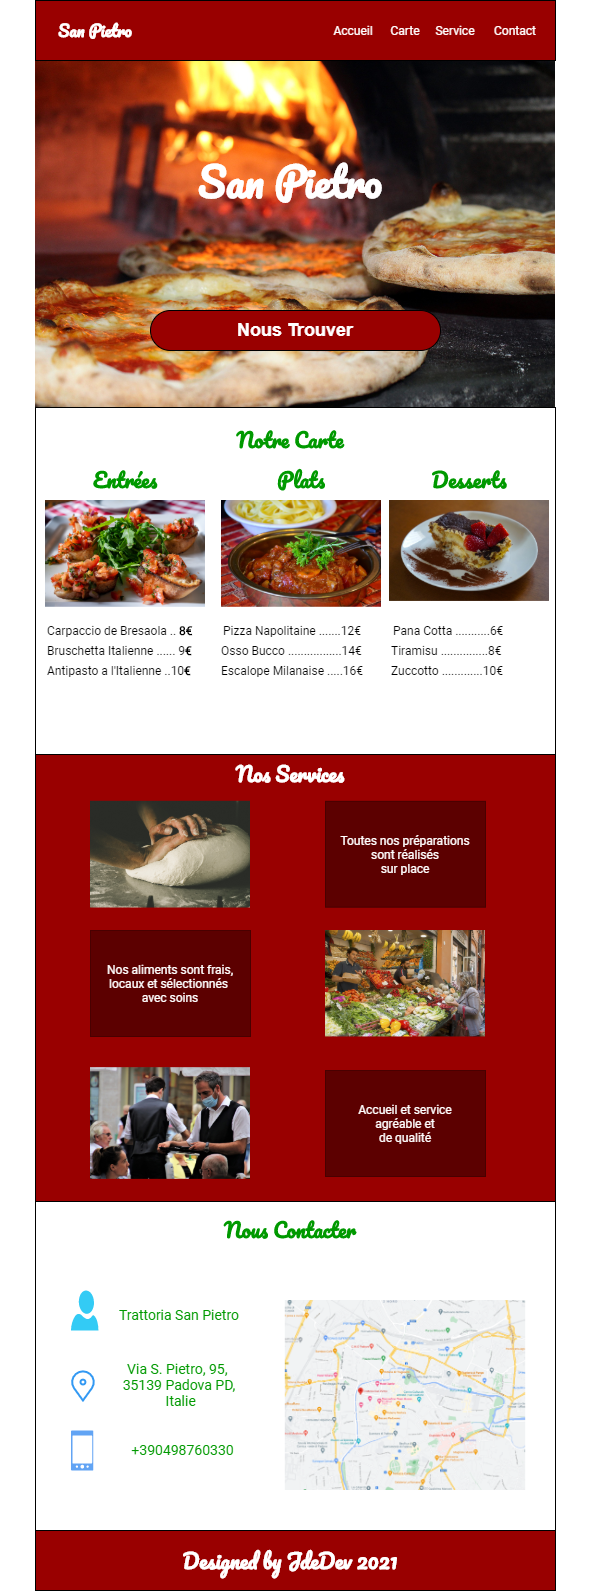 San Pietro
Accueil Carte Service Contact
San Pietro
Nous Trouver
Notre Carte
Entrées
Carpaccio de Bresaola .. 8€
Bruschetta Italienne ...... 9€
Antipasto a l'Italienne ..10€
Plats
Pizza Napolitaine .......12€
Osso Bucco .................14€
Escalope Milanaise .....16€
Desserts
Pana Cotta ...........6€
Tiramisu ...............8€
Zuccotto .............10€
Nos Services
Toutes nos préparations
sont réalisés
sur place
Nos aliments sont frais,
locaux et sélectionnés
avec soins
Accueil et service
agréable et
de qualité
Nous Contacter
Trattoria San Pietro
Via S. Pietro, 95,
35139 Padova PD,
Italie
+390498760330
Designed by JdeDev 2021